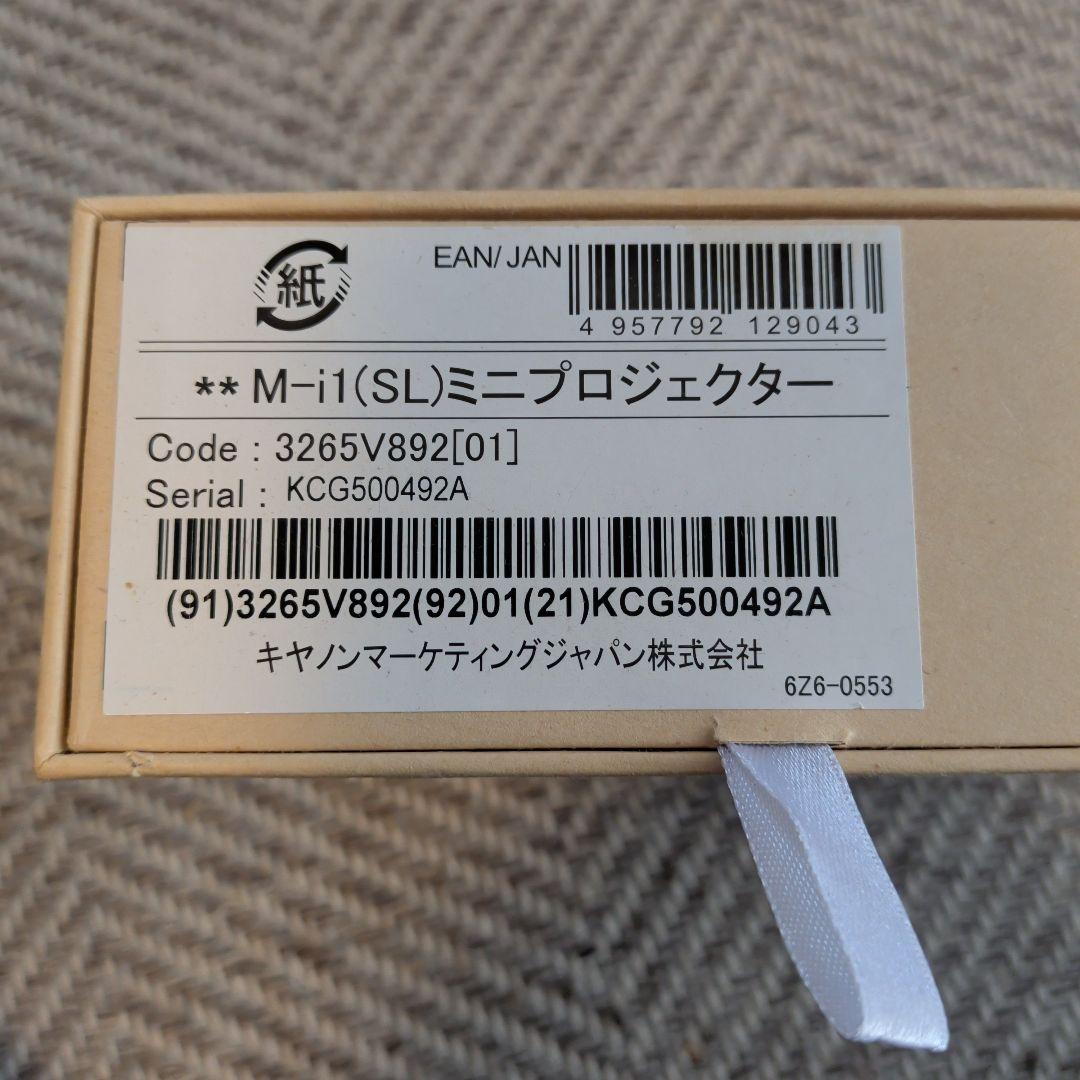 紙
EAN/JAN
4 957792 129043
** M-i1(SL)ミニプロジェクター
Code : 3265V892[01]
Serial : KCG500492A
(91)3265V892(92)01(21)KCG500492A
キヤノンマーケティングジャパン株式会社
6Z6-0553